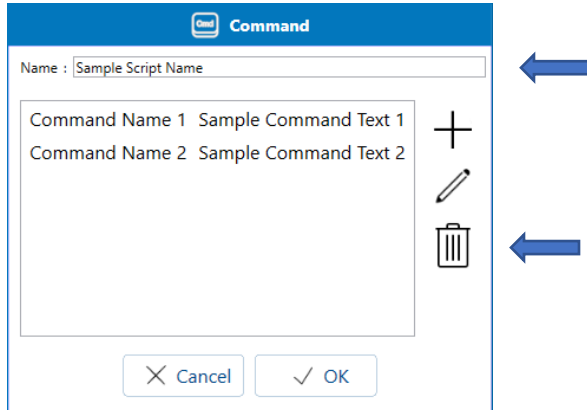 Cmd Command
Name : Sample Script Name
Command Name 1 Sample Command Text 1
Command Name 2 Sample Command Text 2
Cancel OK